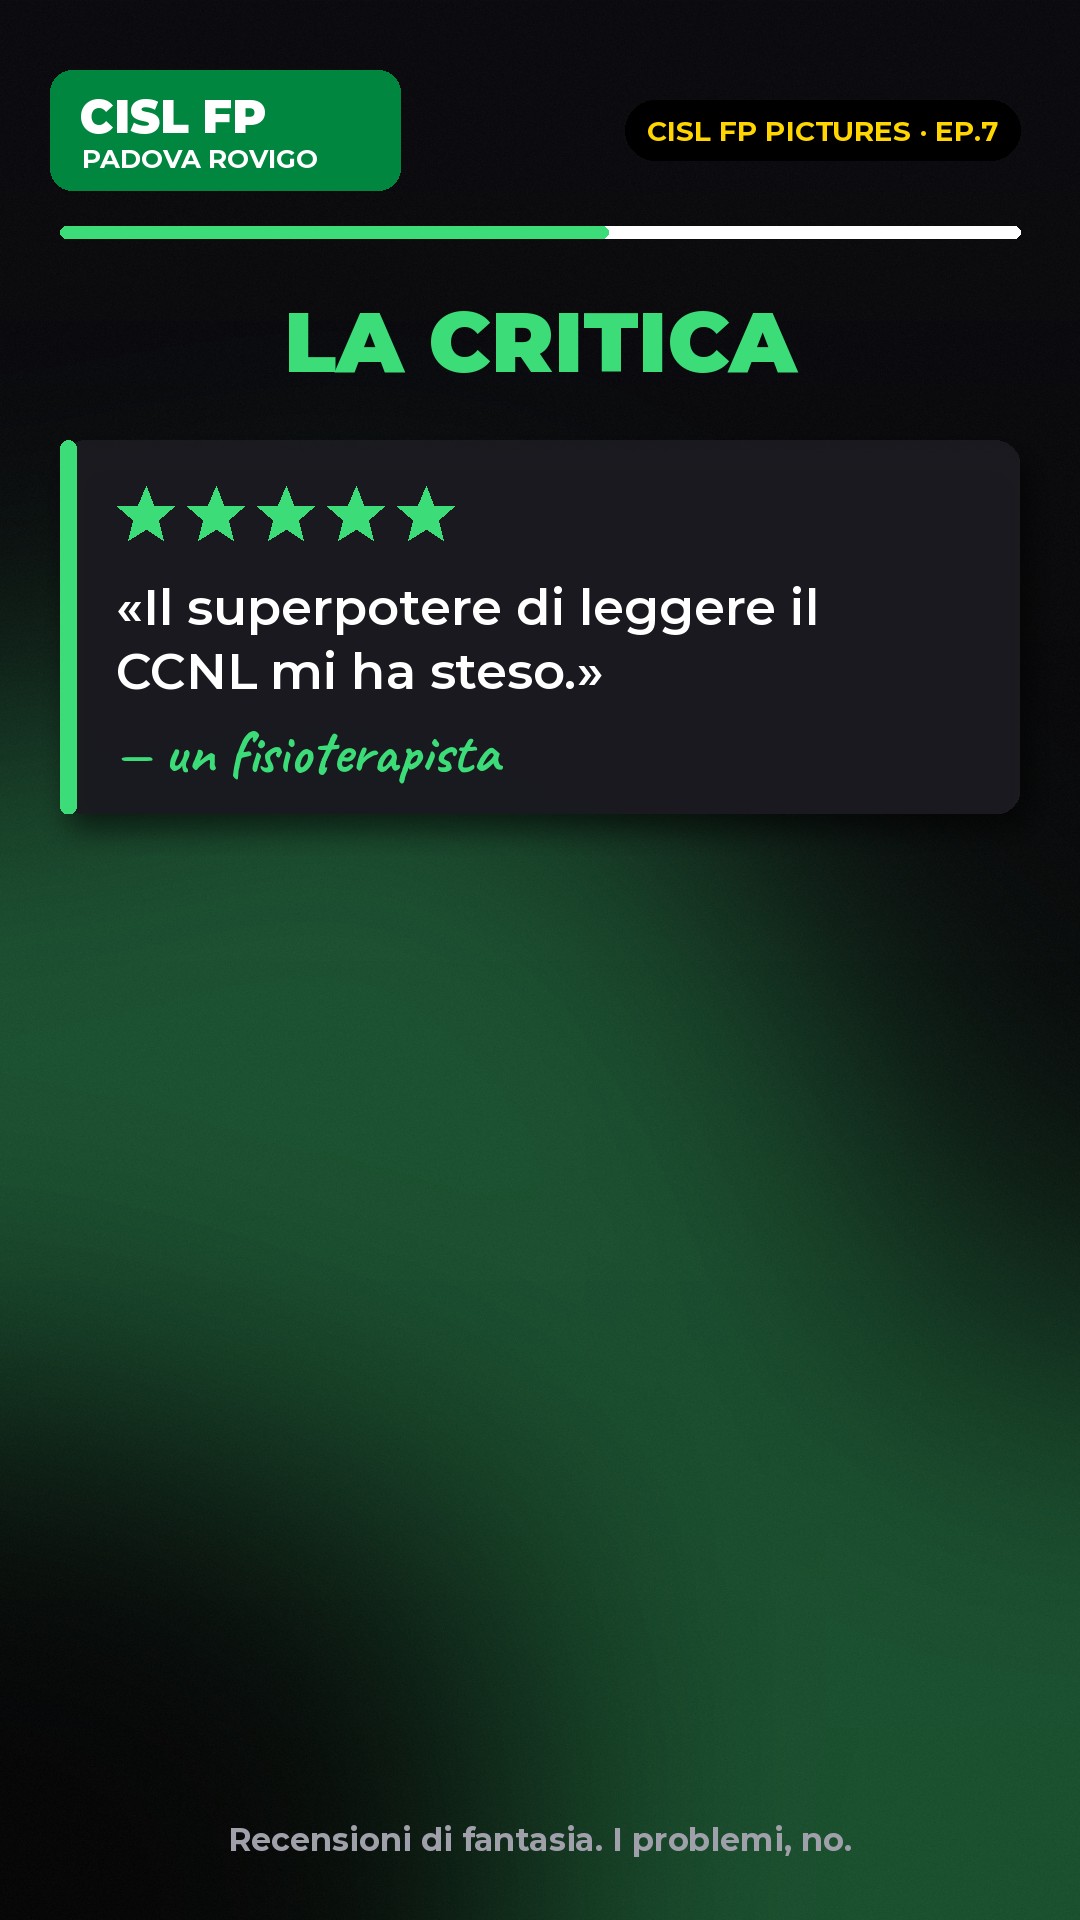 CISL FP
PADOVA ROVIGO
CISL FP PICTURES · EP.7
LA CRITICA
«Il superpotere di leggere il
CCNL mi ha steso.»
– un fisioterapista
Recensioni di fantasia. I problemi, no.